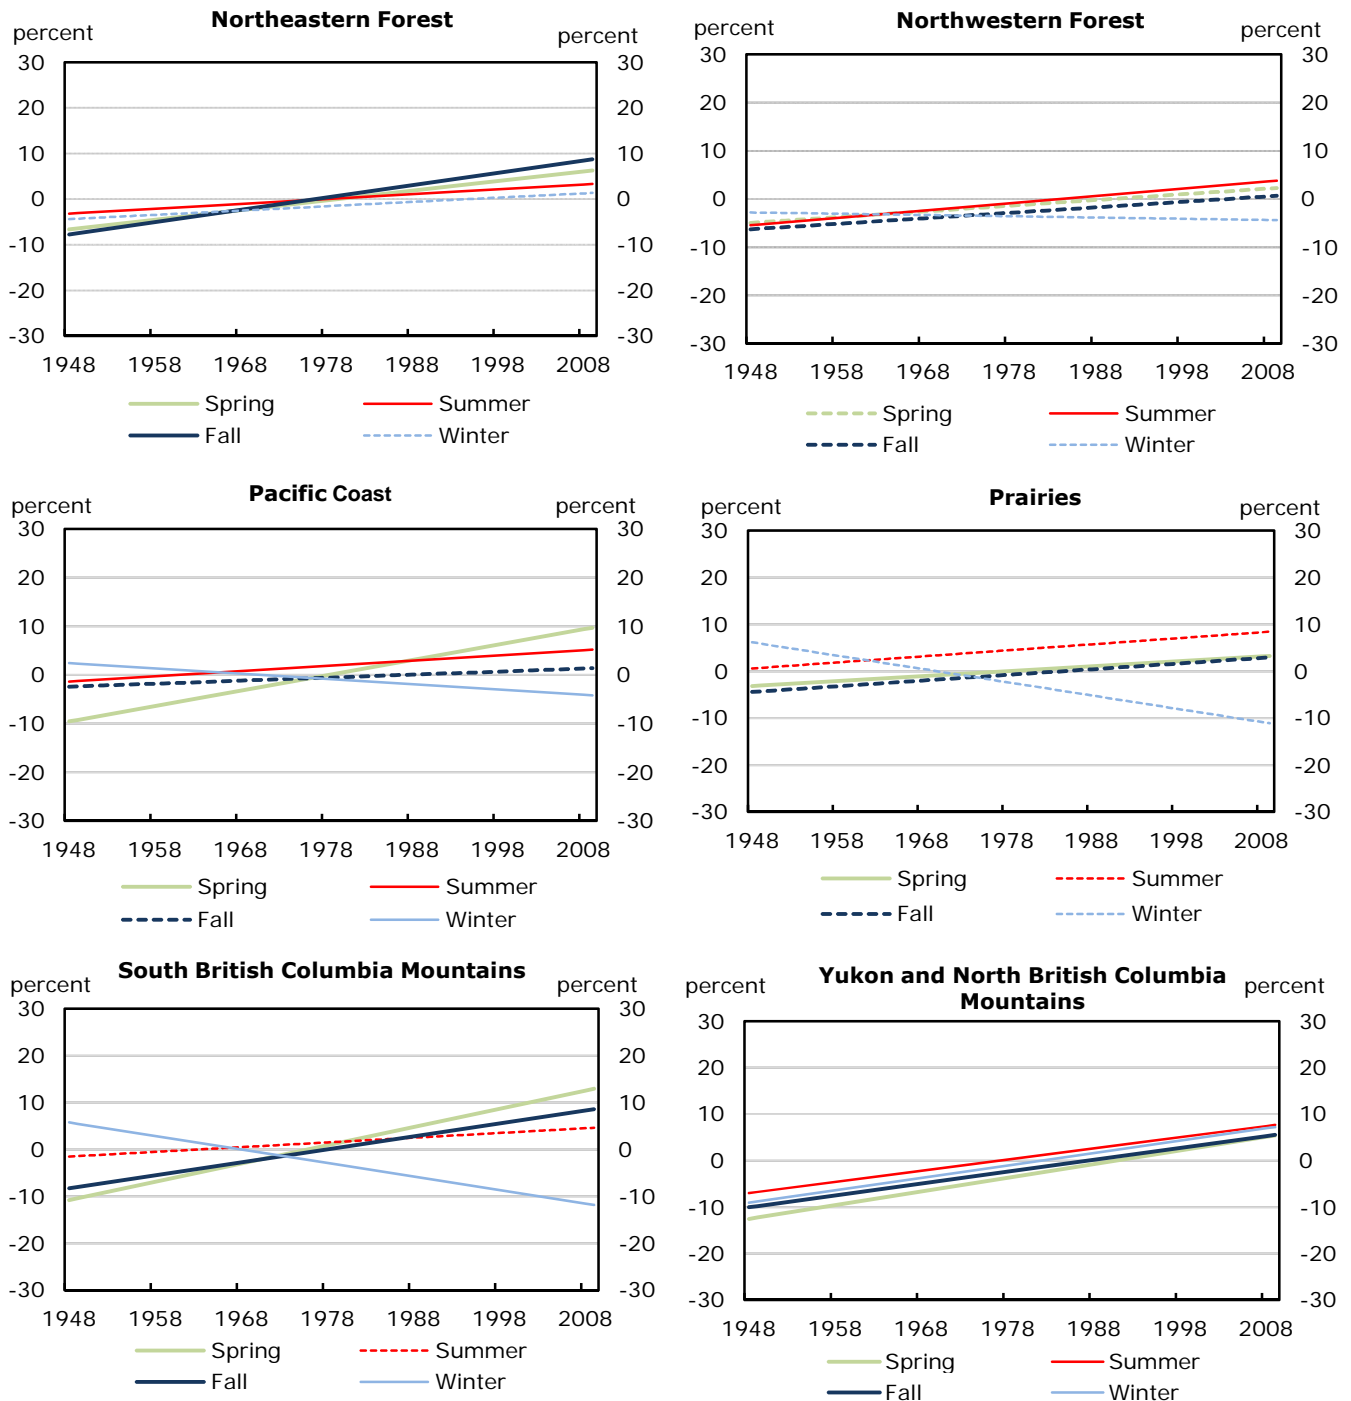 Northeastern Forest
percent percent
30 30
20 20
10 10
0 0
-10 -10
-20 -20
-30 -30
1948 1958 1968 1978 1988 1998 2008
Spring Summer
Fall Winter
Northwestern Forest
percent percent
30 30
20 20
10 10
0 0
-10 -10
-20 -20
-30 -30
1948 1958 1968 1978 1988 1998 2008
Spring Summer
Fall Winter
Pacific Coast
percent percent
30 30
20 20
10 10
0 0
-10 -10
-20 -20
-30 -30
1948 1958 1968 1978 1988 1998 2008
Spring Summer
Fall Winter
Prairies
percent percent
30 30
20 20
10 10
0 0
-10 -10
-20 -20
-30 -30
1948 1958 1968 1978 1988 1998 2008
Spring Summer
Fall Winter
South British Columbia Mountains
percent percent
30 30
20 20
10 10
0 0
-10 -10
-20 -20
-30 -30
1948 1958 1968 1978 1988 1998 2008
Spring Summer
Fall Winter
Yukon and North British Columbia
Mountains
percent percent
30 30
20 20
10 10
0 0
-10 -10
-20 -20
-30 -30
1948 1958 1968 1978 1988 1998 2008
Spring Summer
Fall Winter